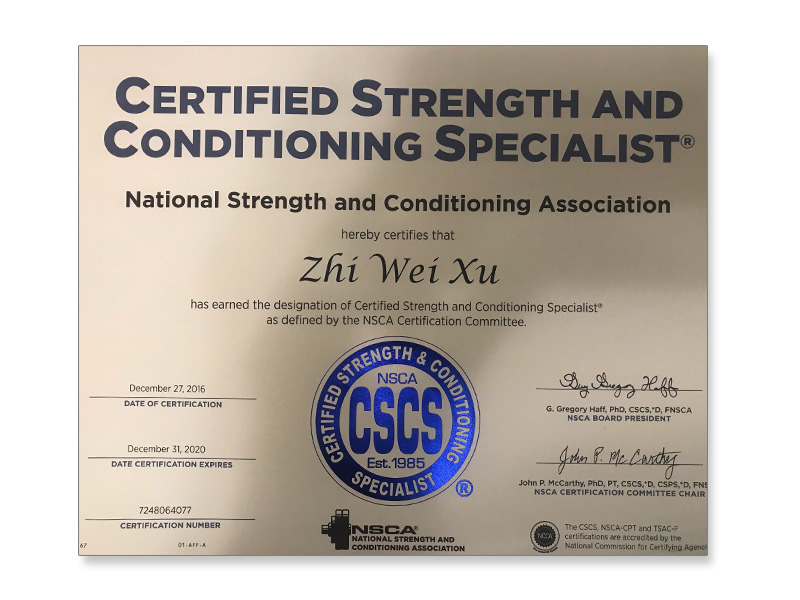 CERTIFIED STRENGTH AND
CONDITIONING SPECIALIST®
National Strength and Conditioning Association
hereby certifies that
Zhi Wei Xu
has earned the designation of Certified Strength and Conditioning Specialist®
as defined by the NSCA Certification Committee.
December 27, 2016
DATE OF CERTIFICATION
December 31, 2020
DATE CERTIFICATION EXPIRES
7248064077
CERTIFICATION NUMBER
67
01-AFF-A
CERTIFIED STRENGTH & CONDITIONING
NSCA
CSCS
Est.1985
SPECIALIST
®
NSCA®
NATIONAL STRENGTH AND
CONDITIONING ASSOCIATION
G. Gregory Haff
G. Gregory Haff, PhD, CSCS,*D, FNSCA
NSCA BOARD PRESIDENT
John P. McCarthy
John P. McCarthy, PhD, PT, CSCS,*D, CSPS,*D, FNS
NSCA CERTIFICATION COMMITTEE CHAIR
NCCA
The CSCS, NSCA-CPT and TSAC-F
certifications are accredited by the
National Commission for Certifying Agenci